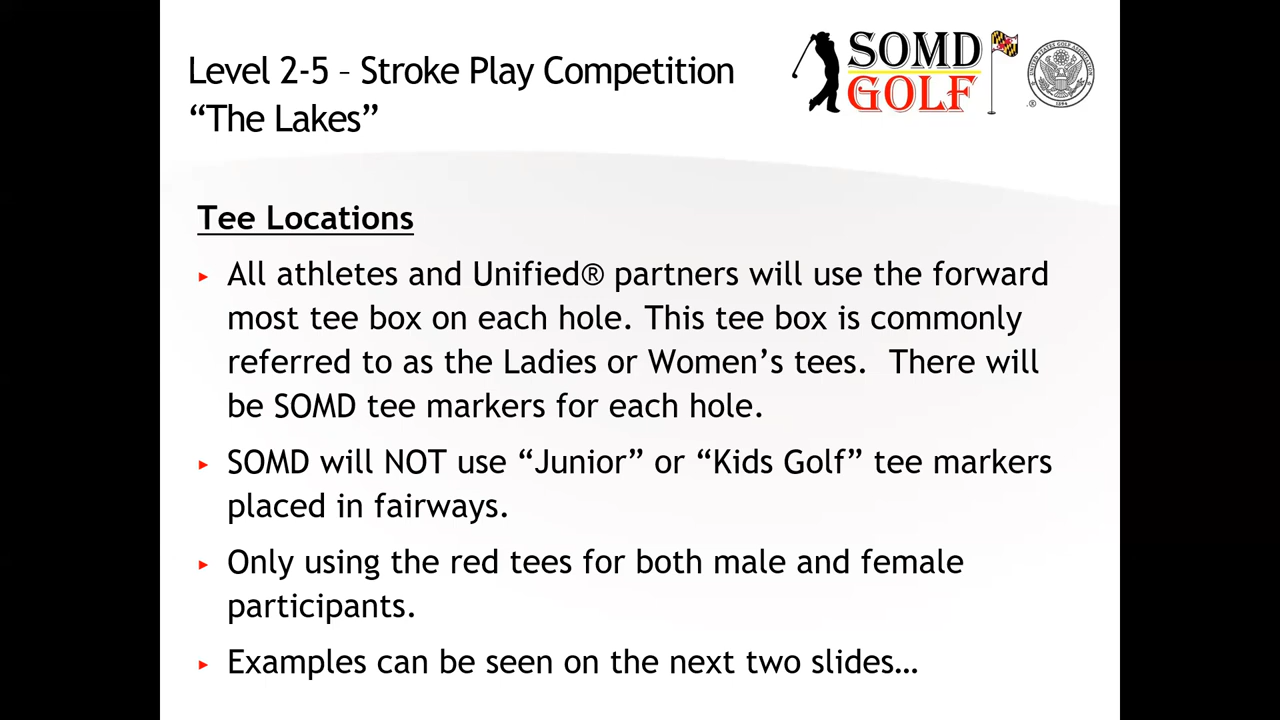 Level 2-5 – Stroke Play Competition
“The Lakes”
SOMD
GOLF
Tee Locations
All athletes and Unified® partners will use the forward
most tee box on each hole. This tee box is commonly
referred to as the Ladies or Women’s tees.  There will
be SOMD tee markers for each hole.
SOMD will NOT use “Junior” or “Kids Golf” tee markers
placed in fairways.
Only using the red tees for both male and female
participants.
Examples can be seen on the next two slides…